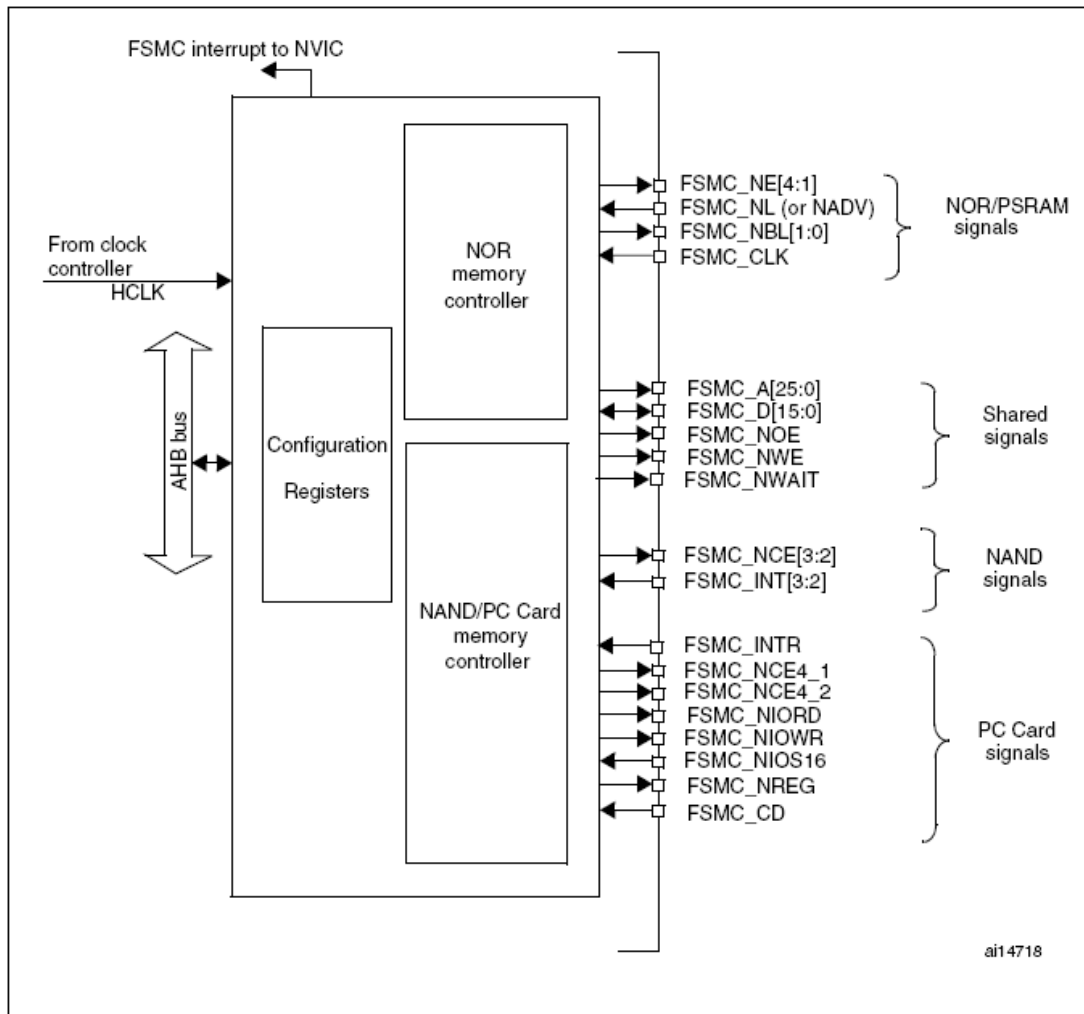 FSMC interrupt to NVIC
From clock
controller
HCLK
AHB bus
Configuration
Registers
NOR
memory
controller
NAND/PC Card
memory
controller
FSMC_NE[4:1]
FSMC_NL (or NADV)
FSMC_NBL[1:0]
FSMC_CLK
NOR/PSRAM
signals
FSMC_A[25:0]
FSMC_D[15:0]
FSMC_NOE
FSMC_NWE
FSMC_NWAIT
Shared
signals
FSMC_NCE[3:2]
FSMC_INT[3:2]
NAND
signals
FSMC_INTR
FSMC_NCE4_1
FSMC_NCE4_2
FSMC_NIORD
FSMC_NIOWR
FSMC_NIOS16
FSMC_NREG
FSMC_CD
PC Card
signals
ai14718